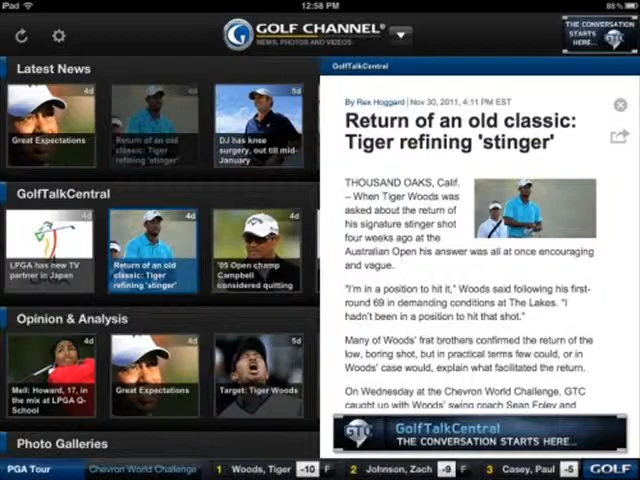 iPad
12:58 PM
88%
GOLF CHANNEL
NEWS, PHOTOS AND VIDEOS
THE CONVERSATION
STARTS
HERE...
GTC
Latest News
4d
Great Expectations
4d
Return of an old
classic: Tiger
refining 'stinger'
5d
DJ has knee
surgery, out till mid-
January
GolfTalkCentral
4d
LPGA has new TV
partner in Japan
4d
Return of an old
classic: Tiger
refining 'stinger'
4d
'05 Open champ
Campbell
considered quitting
Opinion & Analysis
4d
Meli: Howard, 17, in
the mix at LPGA Q-
School
4d
Great Expectations
5d
Target: Tiger Woods
Photo Galleries
GolfTalkCentral
By Rex Hoggard | Nov 30, 2011, 4:11 PM EST
Return of an old classic:
Tiger refining 'stinger'
THOUSAND OAKS, Calif.
– When Tiger Woods was
asked about the return of
his signature stinger shot
four weeks ago at the
Australian Open his answer was all at once encouraging
and vague.
"I'm in a position to hit it," Woods said following his first-
round 69 in demanding conditions at The Lakes. "I
hadn't been in a position to hit that shot."
Many of Woods' frat brothers confirmed the return of the
low, boring shot, but in practical terms few could, or in
Woods' case would, explain what facilitated the return.
On Wednesday at the Chevron World Challenge, GTC
caught up with Woods' swing coach Sean Foley and
GTC
GolfTalkCentral
THE CONVERSATION STARTS HERE...
PGA Tour Chevron World Challenge 1 Woods, Tiger -10 F 2 Johnson, Zach -9 F 3 Casey, Paul -5 GOLF